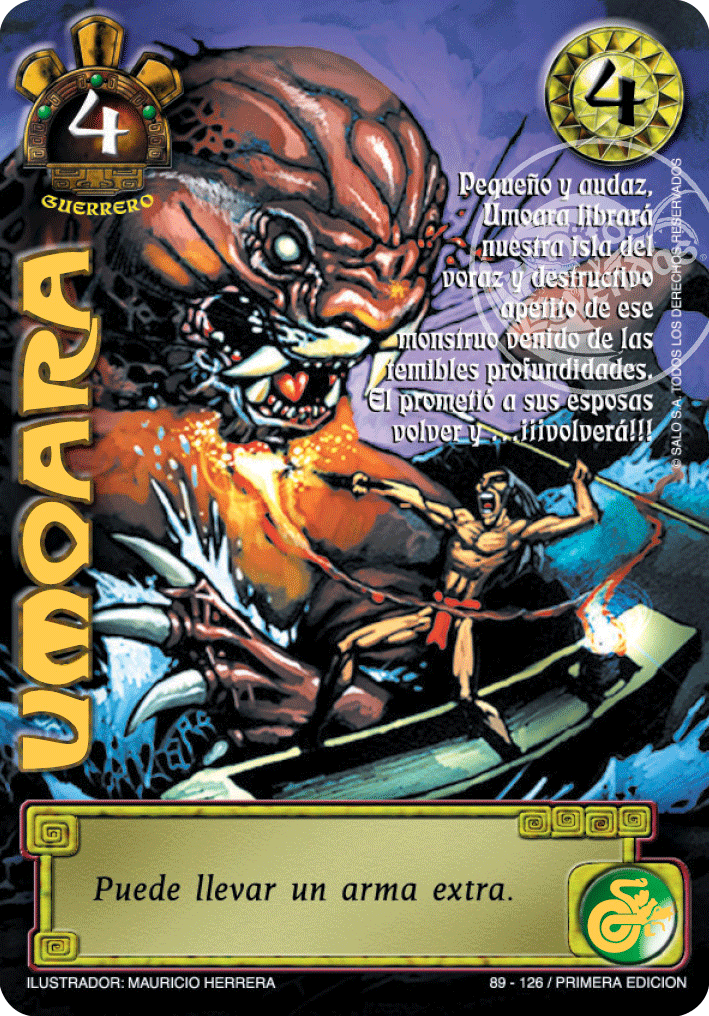 4
GUERRERO
4
Pequeño y audaz,
Umoara librará
nuestra isla del
voraz y destructivo
apetito de ese
monstruo venido de las
temibles profundidades.
El prometió a sus esposas
volver y ...¡¡¡volverá!!!
© SALO S.A. TODOS LOS DERECHOS RESERVADOS
UMOARA
Puede llevar un arma extra.
ILUSTRADOR: MAURICIO HERRERA
89 - 126 / PRIMERA EDICION